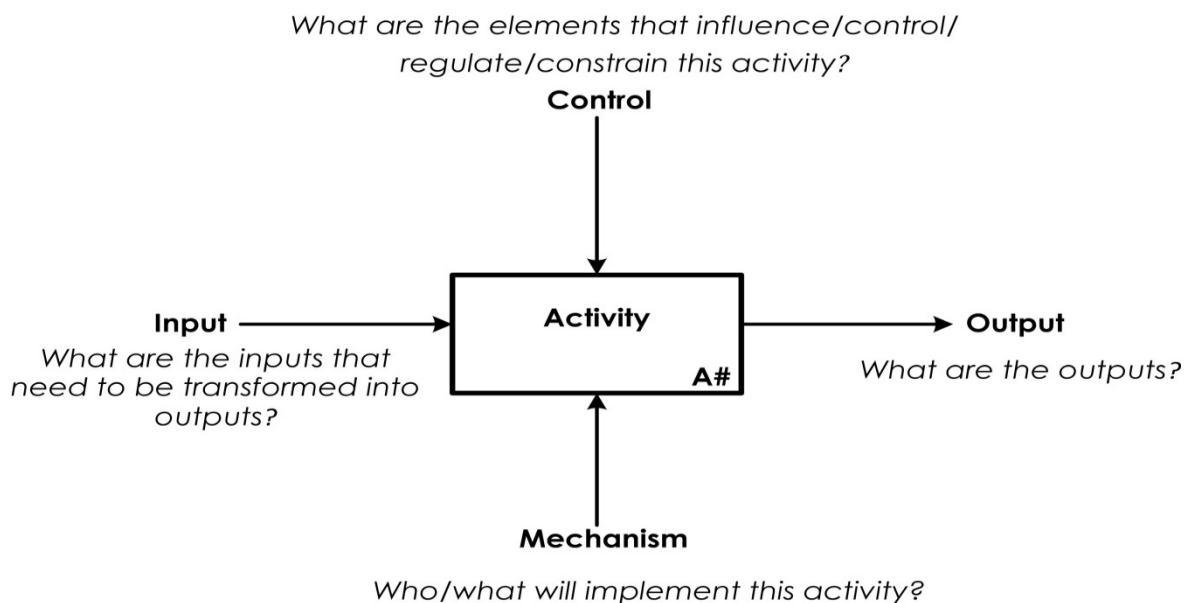 What are the elements that influence/control/
regulate/constrain this activity?
Control
Activity
Input
Output
What are the inputs that
need to be transformed into
outputs?
What are the outputs?
A#
Mechanism
Who/what will implement this activity?